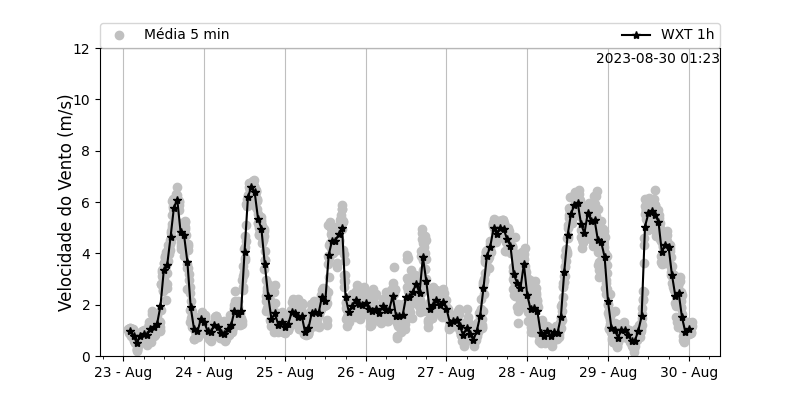 Média 5 min
WXT 1h
2023-08-30 01:23
Velocidade do Vento (m/s)
12
10
8
6
4
2
0
23 - Aug
24 - Aug
25 - Aug
26 - Aug
27 - Aug
28 - Aug
29 - Aug
30 - Aug